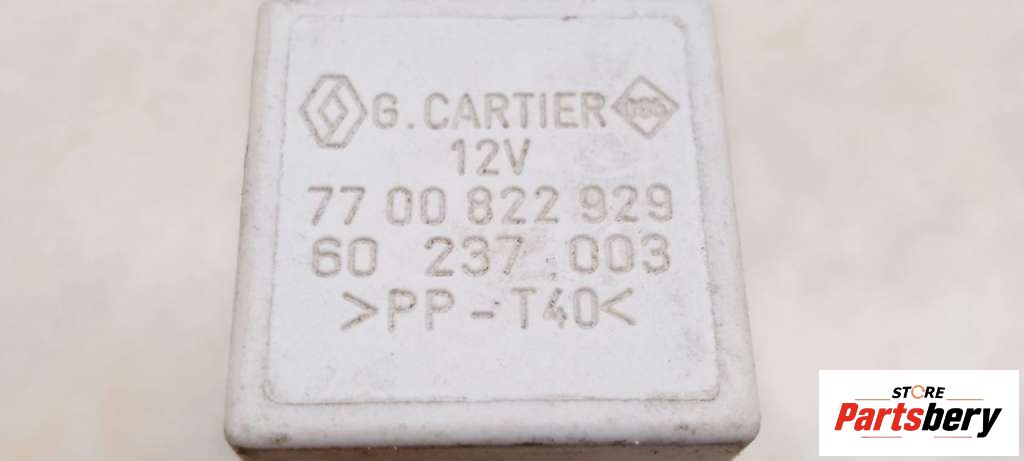 G. CARTIER
12V
77 00 822 929
60 237 003
>PP-T40<
STORE
Partsbery